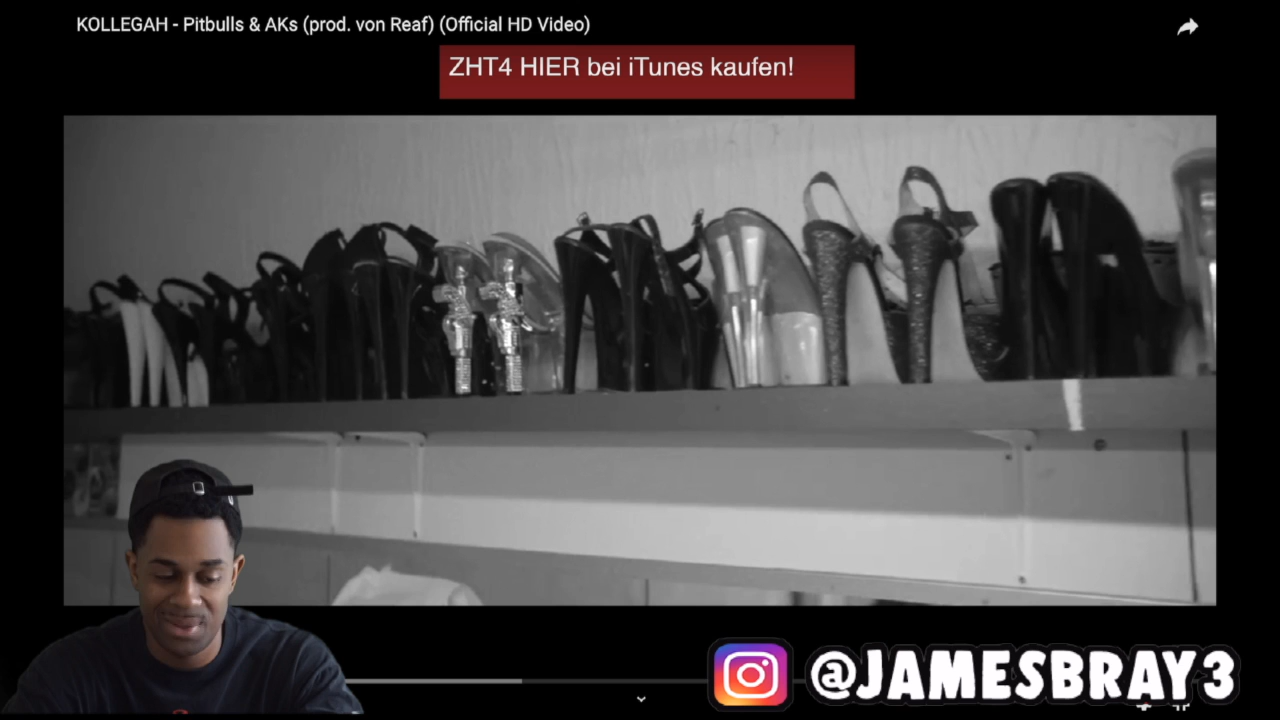 KOLLEGAH - Pitbulls & AKs (prod. von Reaf) (Official HD Video)
ZHT4 HIER bei iTunes kaufen!
@JAMESBRAY3